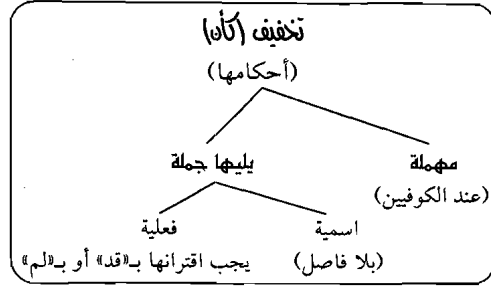 تخفيف (كأن)
(أحكامها)
مهملة
يليها جملة
(عند الكوفيين)
اسمية
فعلية
(بلا فاصل)
يجب اقترانها بـ«قد» أو بـ«لم»